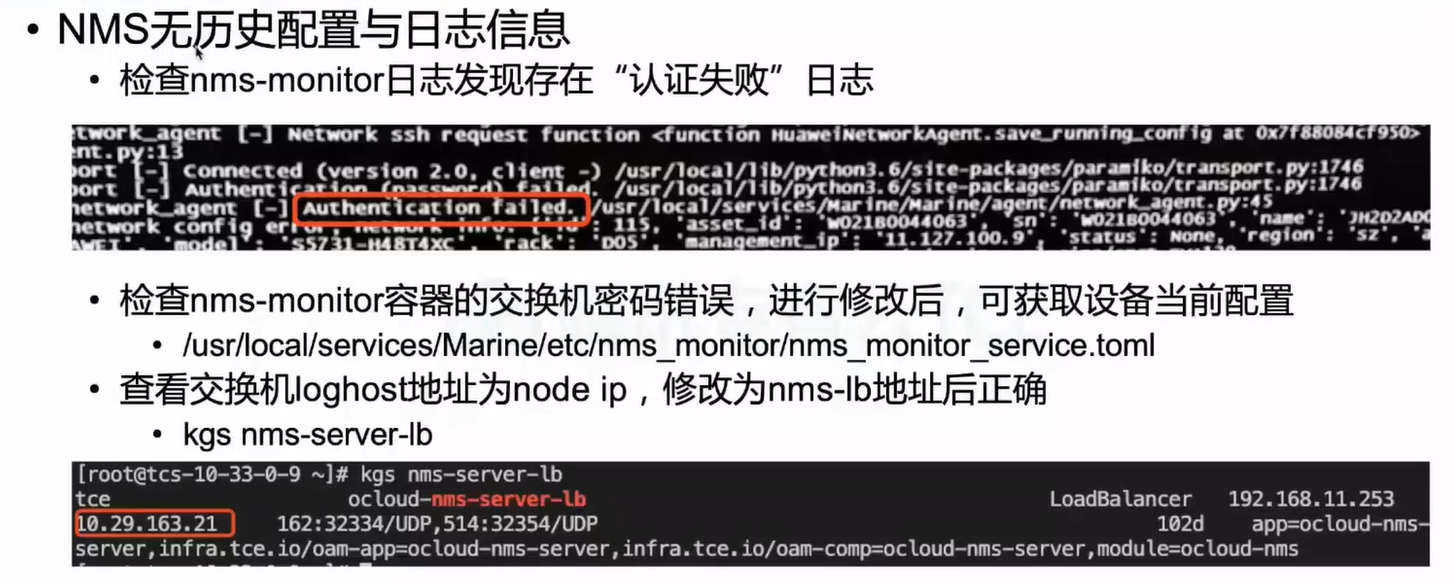 • NMS无历史配置与日志信息
• 检查nms-monitor日志发现存在“认证失败”日志
etwork_agent [-] Network ssh request function <function HuaweiNetworkAgent.save_running_config at 0x7f88084cf950>
ent.py:13
port [-] Connected (version 2.0, client -) /usr/local/lib/python3.6/site-packages/paramiko/transport.py:1746
port [-] Authentication (password) failed. /usr/local/lib/python3.6/site-packages/paramiko/transport.py:1746
network_agent [-] Authentication failed. /usr/local/services/Marine/Marine/agent/network_agent.py:45
network config : 115, 'asset_id': 'W02180044063', 'sn': 'W02180044063', 'name': 'JH2D2ADO
AWEI', 'model': 'S5731-H48T4XC', 'rack': 'D05', 'management_ip': '11.127.100.9', 'status': None, 'region': 'sz',
• 检查nms-monitor容器的交换机密码错误，进行修改后，可获取设备当前配置
• /usr/local/services/Marine/etc/nms_monitor/nms_monitor_service.toml
• 查看交换机loghost地址为node ip，修改为nms-lb地址后正确
• kgs nms-server-lb
[root@tcs-10-33-0-9 ~]# kgs nms-server-lb
tce ocloud-nms-server-lb LoadBalancer 192.168.11.253
10.29.163.21 162:32334/UDP,514:32354/UDP 102d app=ocloud-nms-
server,infra.tce.io/oam-app=ocloud-nms-server,infra.tce.io/oam-comp=ocloud-nms-server,module=ocloud-nms